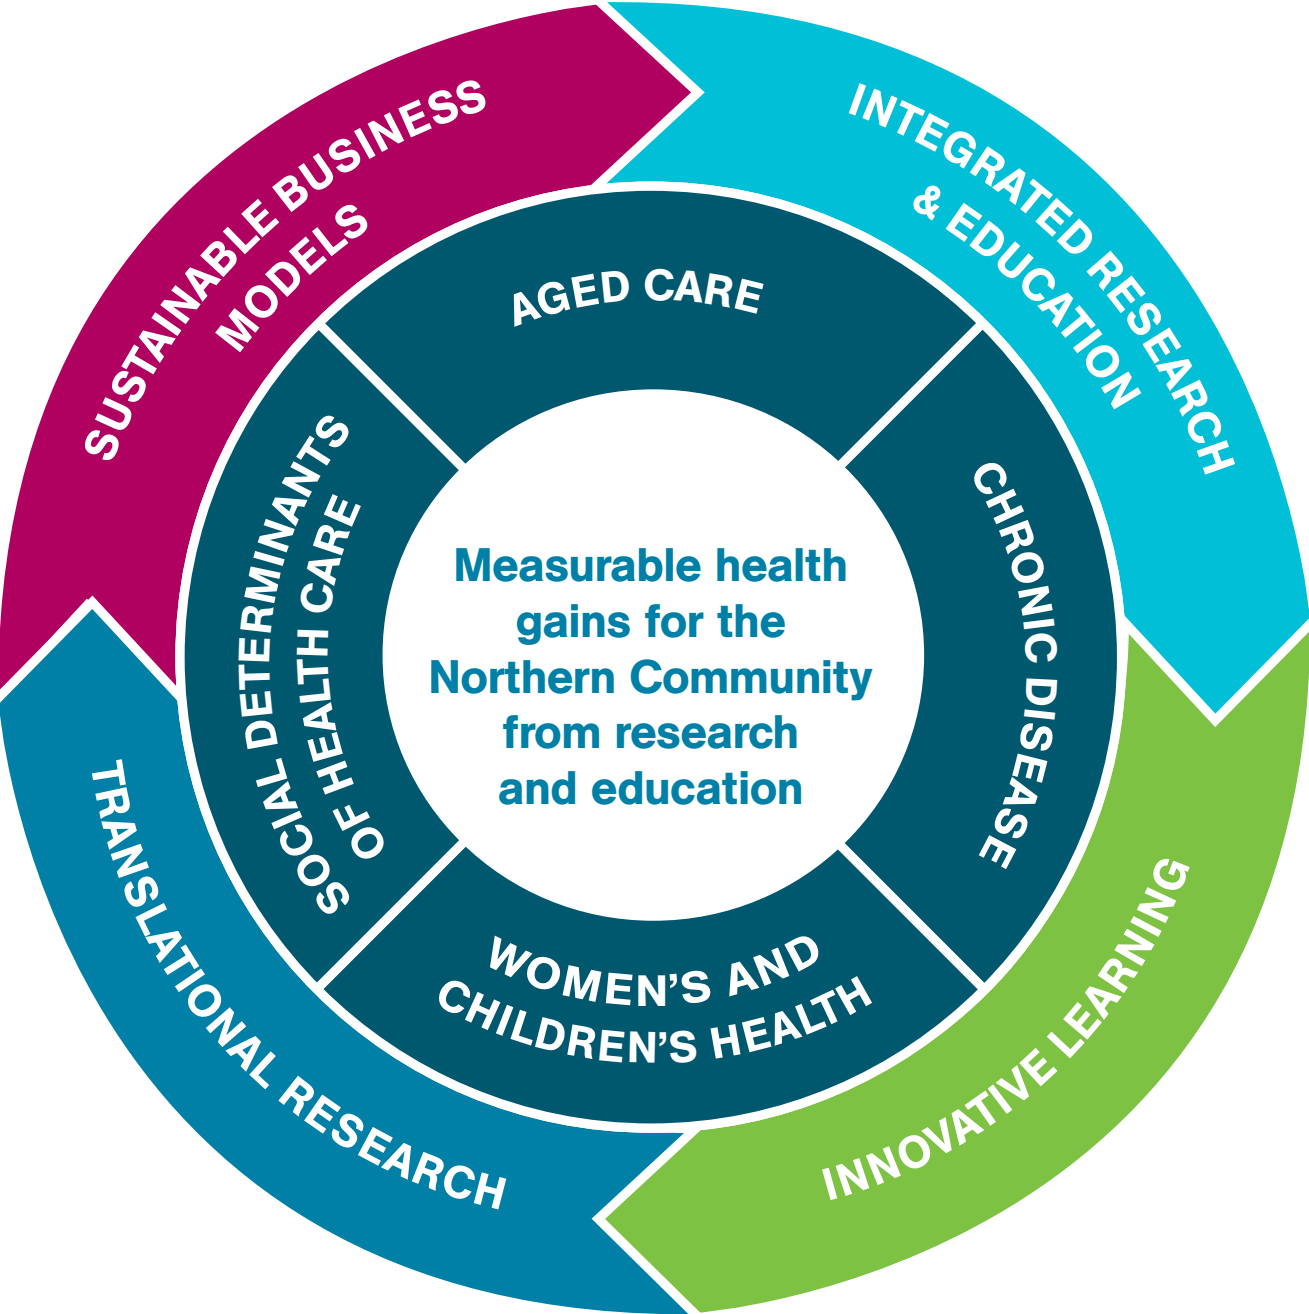 SUSTAINABLE BUSINESS
MODELS
INTEGRATED RESEARCH
& EDUCATION
AGED CARE
SOCIAL DETERMINANTS
OF HEALTH CARE
CHRONIC DISEASE
Measurable health
gains for the
Northern Community
from research
and education
WOMEN’S AND
CHILDREN’S HEALTH
TRANSLATIONAL RESEARCH
INNOVATIVE LEARNING